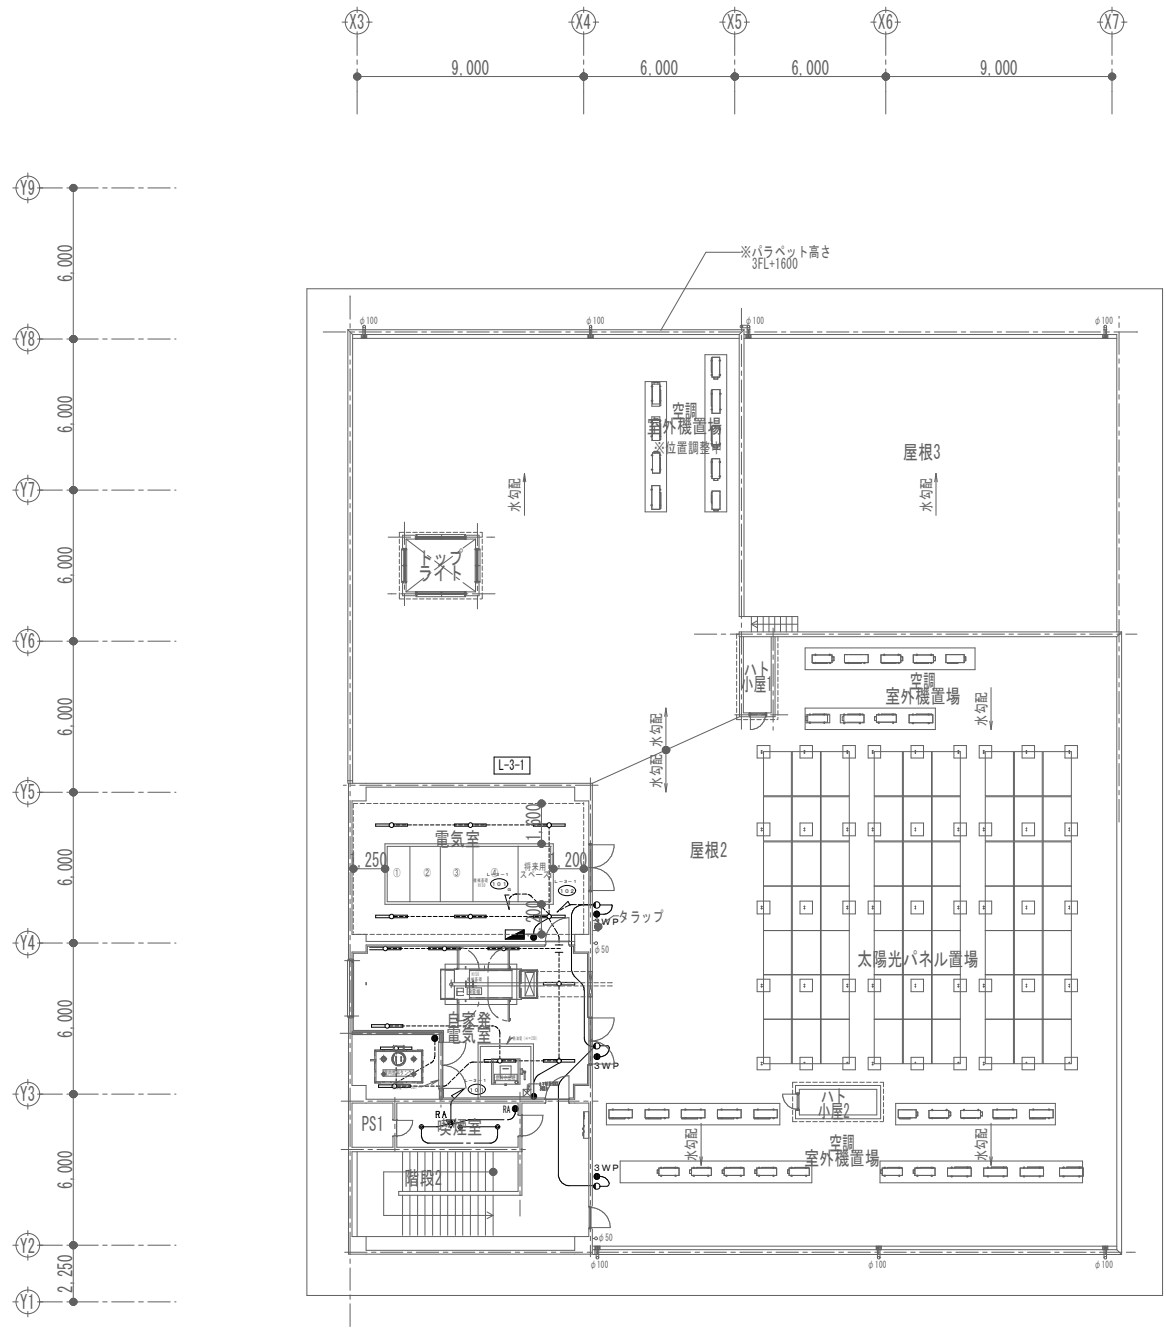 X3
X4
X5
X6
X7
9,000
6,000
6,000
9,000
Y9
6,000
※パラペット高さ
3FL+1600
φ100
φ100
φ100
φ100
Y8
6,000
空調
室外機置場
屋根3
Y7
水勾配
水勾配
トップ
ライト
6,000
Y6
ハト
小屋1
空調
室外機置場
6,000
水勾配
水勾配
水勾配
L-3-1
Y5
1,600
電気室
屋根2
250
200
①
②
③
④
将来用
スペース
6,000
3WP
タラップ
Y4
φ50
太陽光パネル置場
自家発
電気室
6,000
3WP
Y3
ハト
小屋2
PS1
RA
RA
喫煙室
水勾配
水勾配
空調
室外機置場
3WP
階段2
6,000
Y2
φ50
φ100
φ100
φ100
2,250
Y1